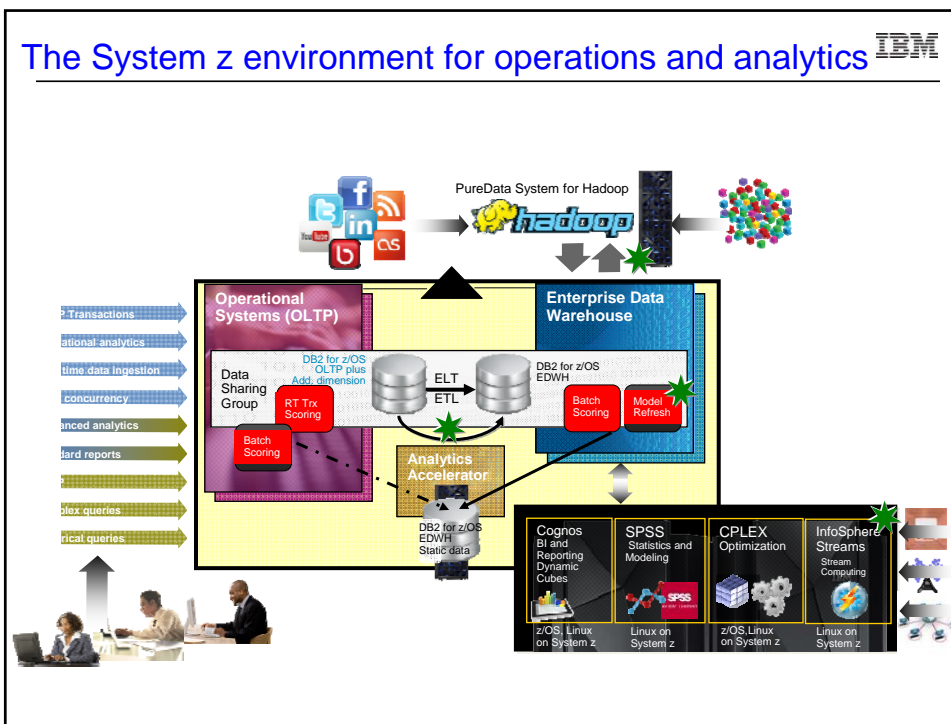 The System z environment for operations and analytics
IBM
PureData System for Hadoop
hadoop
You Tube
Operational
Systems (OLTP)
Enterprise Data
Warehouse
Transactions
ational analytics
time data ingestion
concurrency
anced analytics
dard reports
plex queries
rical queries
Data
Sharing
Group
DB2 for z/OS
OLTP plus
Add. dimension
RT Trx
Scoring
Batch
Scoring
ELT
ETL
DB2 for z/OS
EDWH
Batch
Scoring
Model
Refresh
Analytics
Accelerator
DB2 for z/OS
EDWH
Static data
Cognos
BI and
Reporting
Dynamic
Cubes
z/OS, Linux
on System z
SPSS
Statistics and
Modeling
SPSS
Linux on
System z
CPLEX
Optimization
z/OS,Linux
on System z
InfoSphere
Streams
Stream
Computing
Linux on
System z